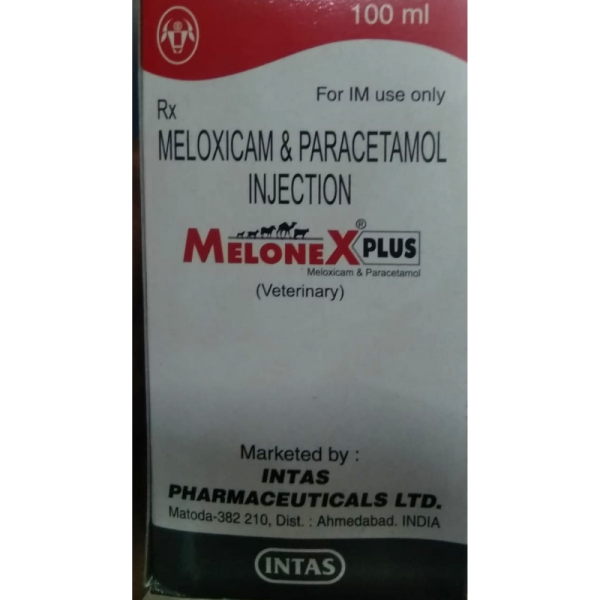 100 ml
For IM use only
Rx
MELOXICAM & PARACETAMOL
INJECTION
MELONEX® PLUS
Meloxicam & Paracetamol
(Veterinary)
Marketed by :
INTAS
PHARMACEUTICALS LTD.
Matoda-382 210, Dist. : Ahmedabad. INDIA
INTAS